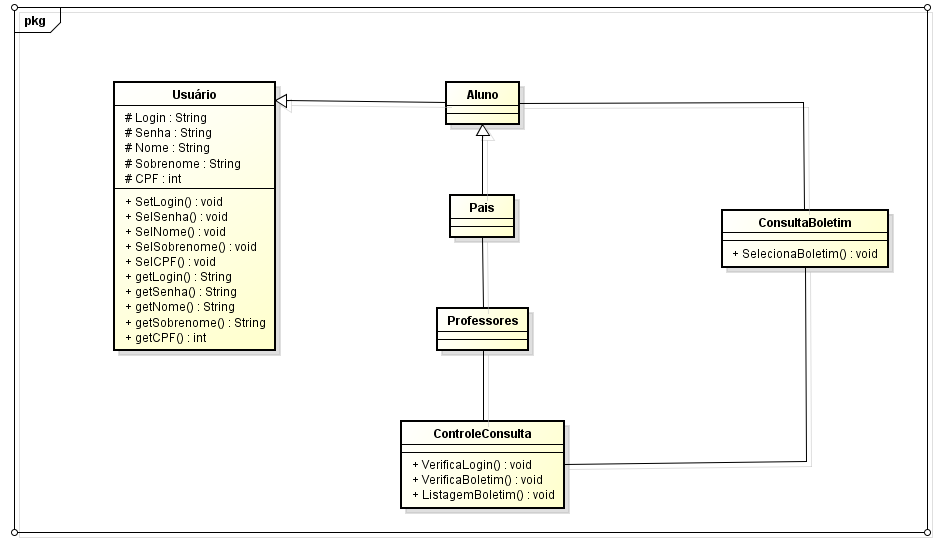 pkg
Usuário
# Login : String
# Senha : String
# Nome : String
# Sobrenome : String
# CPF : int
+ SetLogin() : void
+ SelSenha() : void
+ SelNome() : void
+ SelSobrenome() : void
+ SelCPF() : void
+ getLogin() : String
+ getSenha() : String
+ getNome() : String
+ getSobrenome() : String
+ getCPF() : int
Aluno
Pais
Professores
ControleConsulta
+ VerificaLogin() : void
+ VerificaBoletim() : void
+ ListagemBoletim() : void
ConsultaBoletim
+ SelecionaBoletim() : void